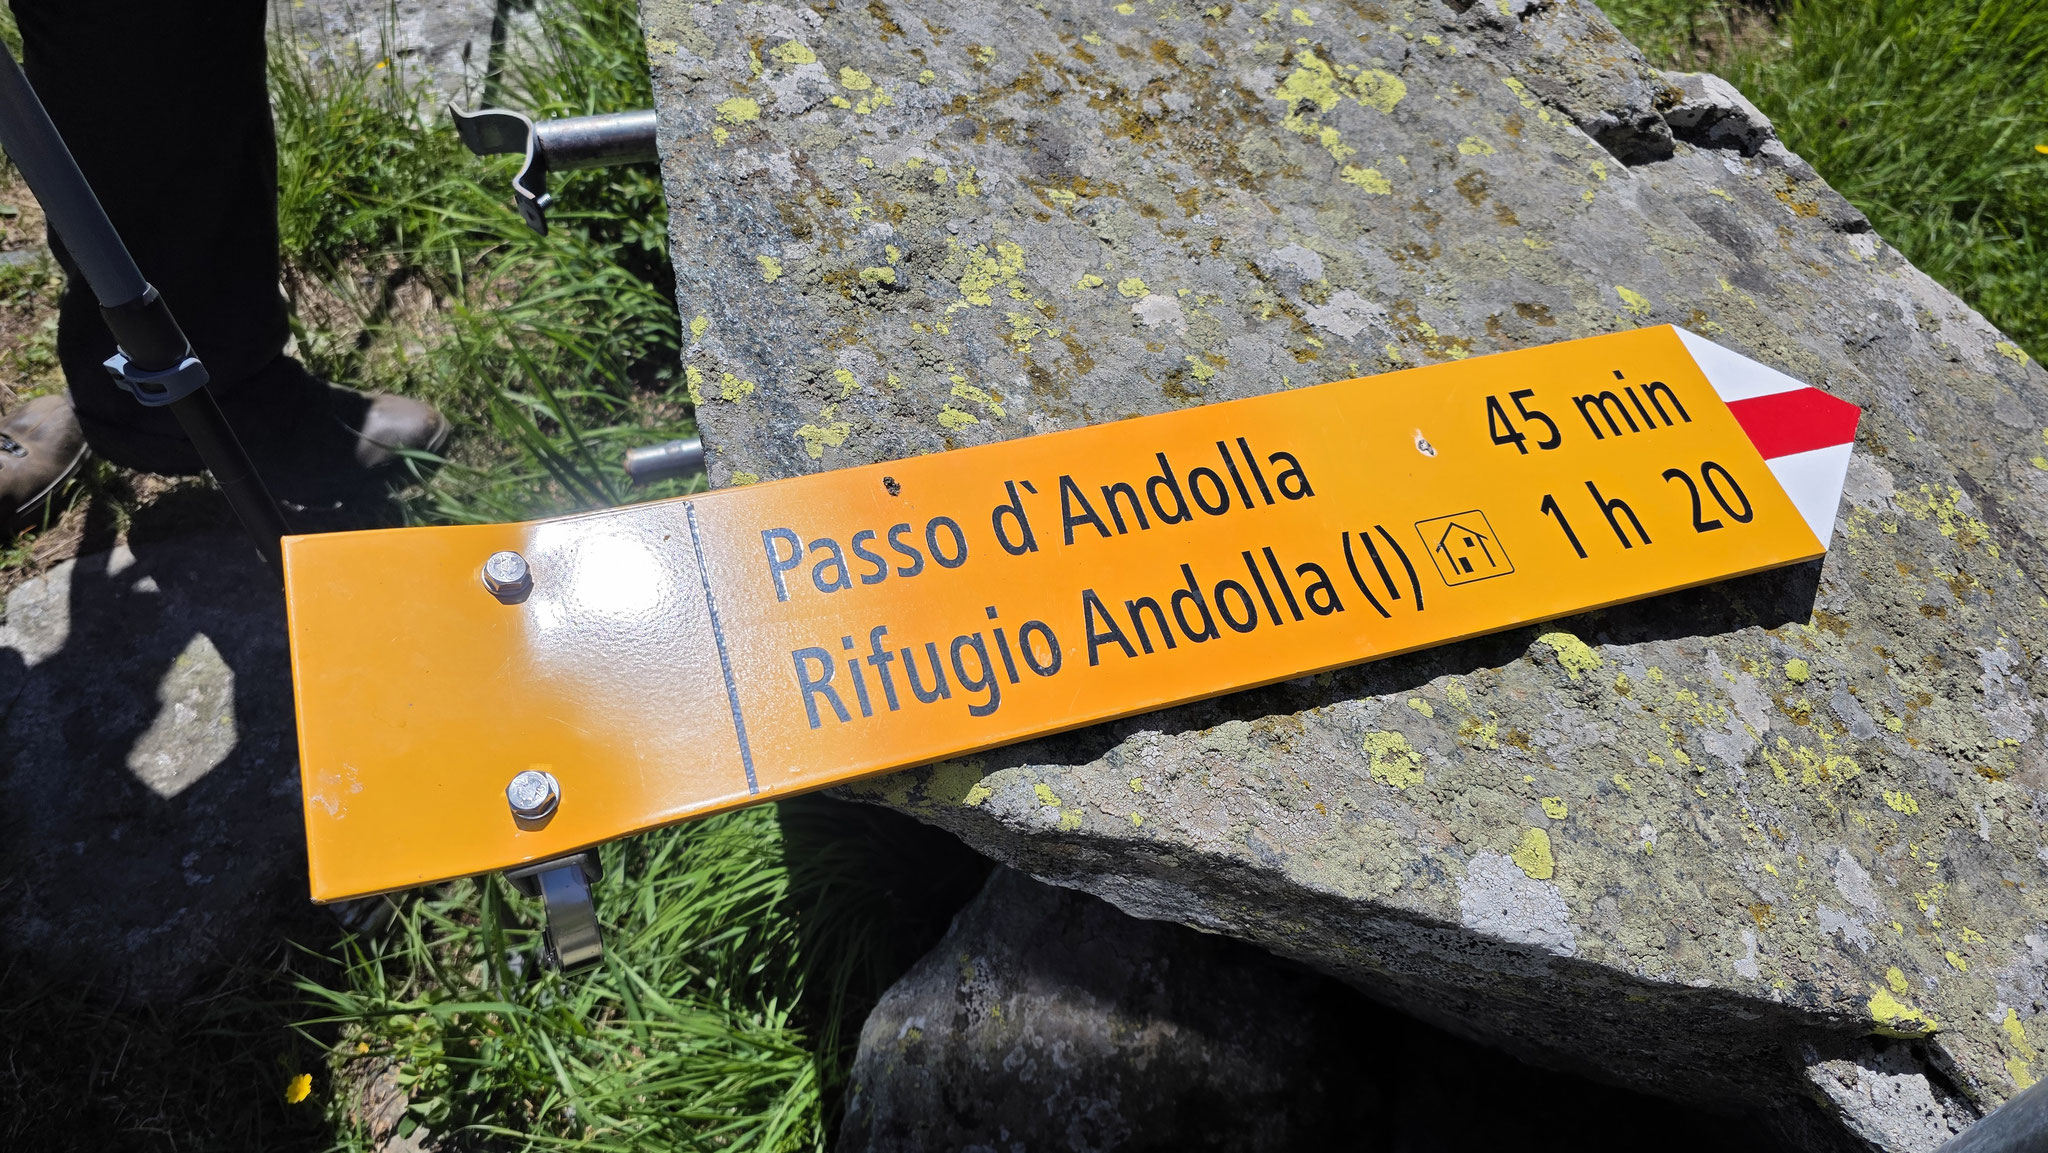 Passo d`Andolla 45 min
Rifugio Andolla (I) 1 h 20